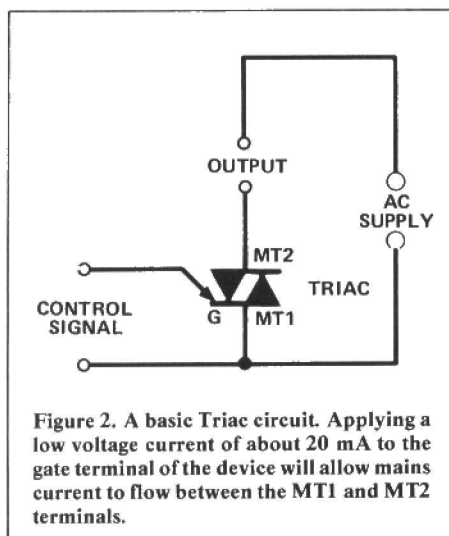 OUTPUT
AC
SUPPLY
MT2
TRIAC
CONTROL
SIGNAL
G
MT1
Figure 2. A basic Triac circuit. Applying a
low voltage current of about 20 mA to the
gate terminal of the device will allow mains
current to flow between the MT1 and MT2
terminals.